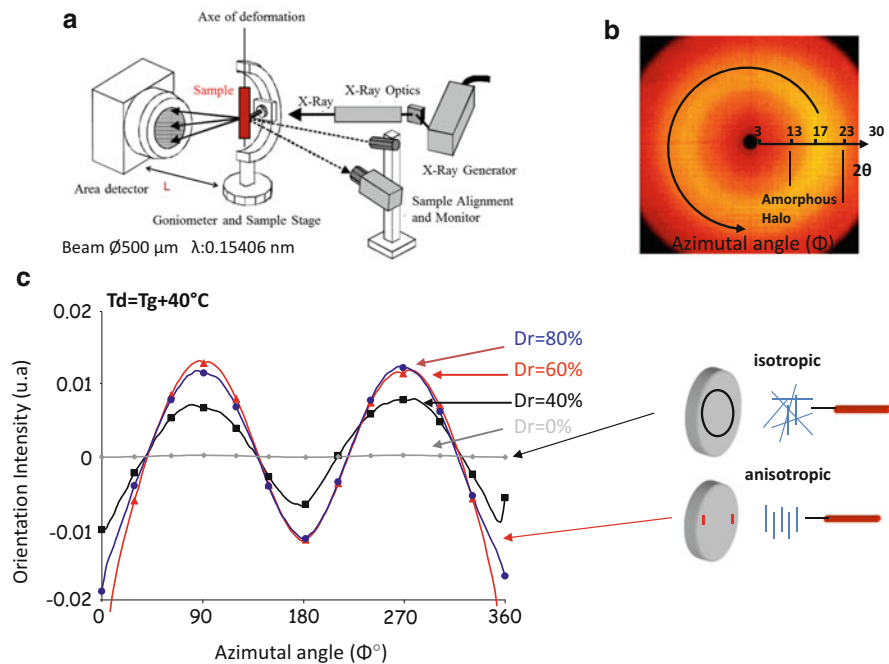 a
Axe of deformation
Sample
X-Ray
X-Ray Optics
X-Ray Generator
Area detector
L
Goniometer and Sample Stage
Sample Alignment
and Monitor
Beam Ø500 µm λ:0.15406 nm
b
3 13 17 23 30
2θ
Amorphous
Halo
Azimutal angle (Φ)
c
Td=Tg+40°C
0.02
0.01
0
-0.01
-0.02
Orientation Intensity (u.a)
0 90 180 270 360
Azimutal angle (Φ°)
Dr=80%
Dr=60%
Dr=40%
Dr=0%
isotropic
anisotropic